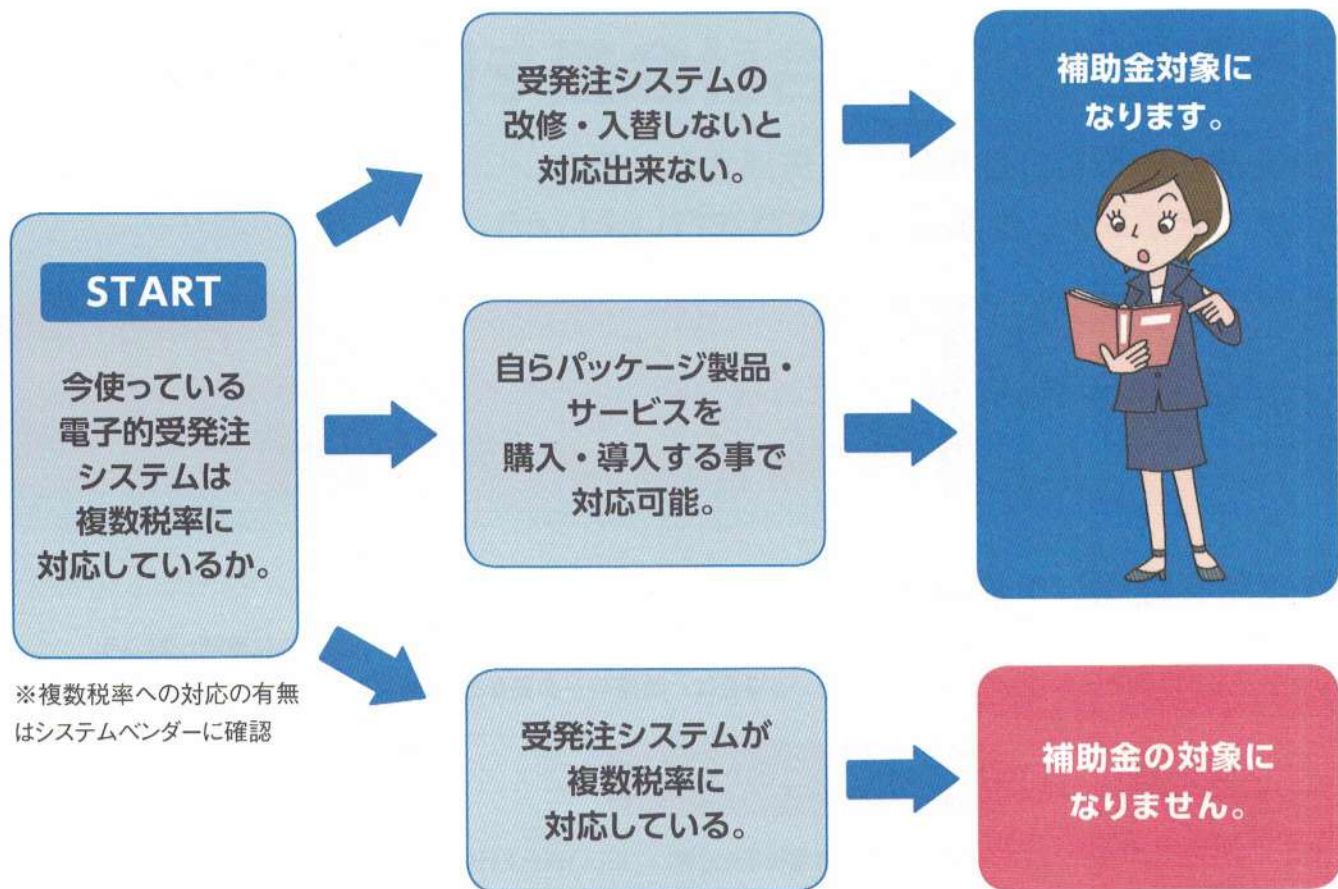 START
今使っている
電子的受発注
システムは
複数税率に
対応しているか。
※複数税率への対応の有無
はシステムベンダーに確認
受発注システムの
改修・入替しないと
対応出来ない。
補助金対象に
なります。
自らパッケージ製品・
サービスを
購入・導入する事で
対応可能。
受発注システムが
複数税率に
対応している。
補助金の対象に
なりません。